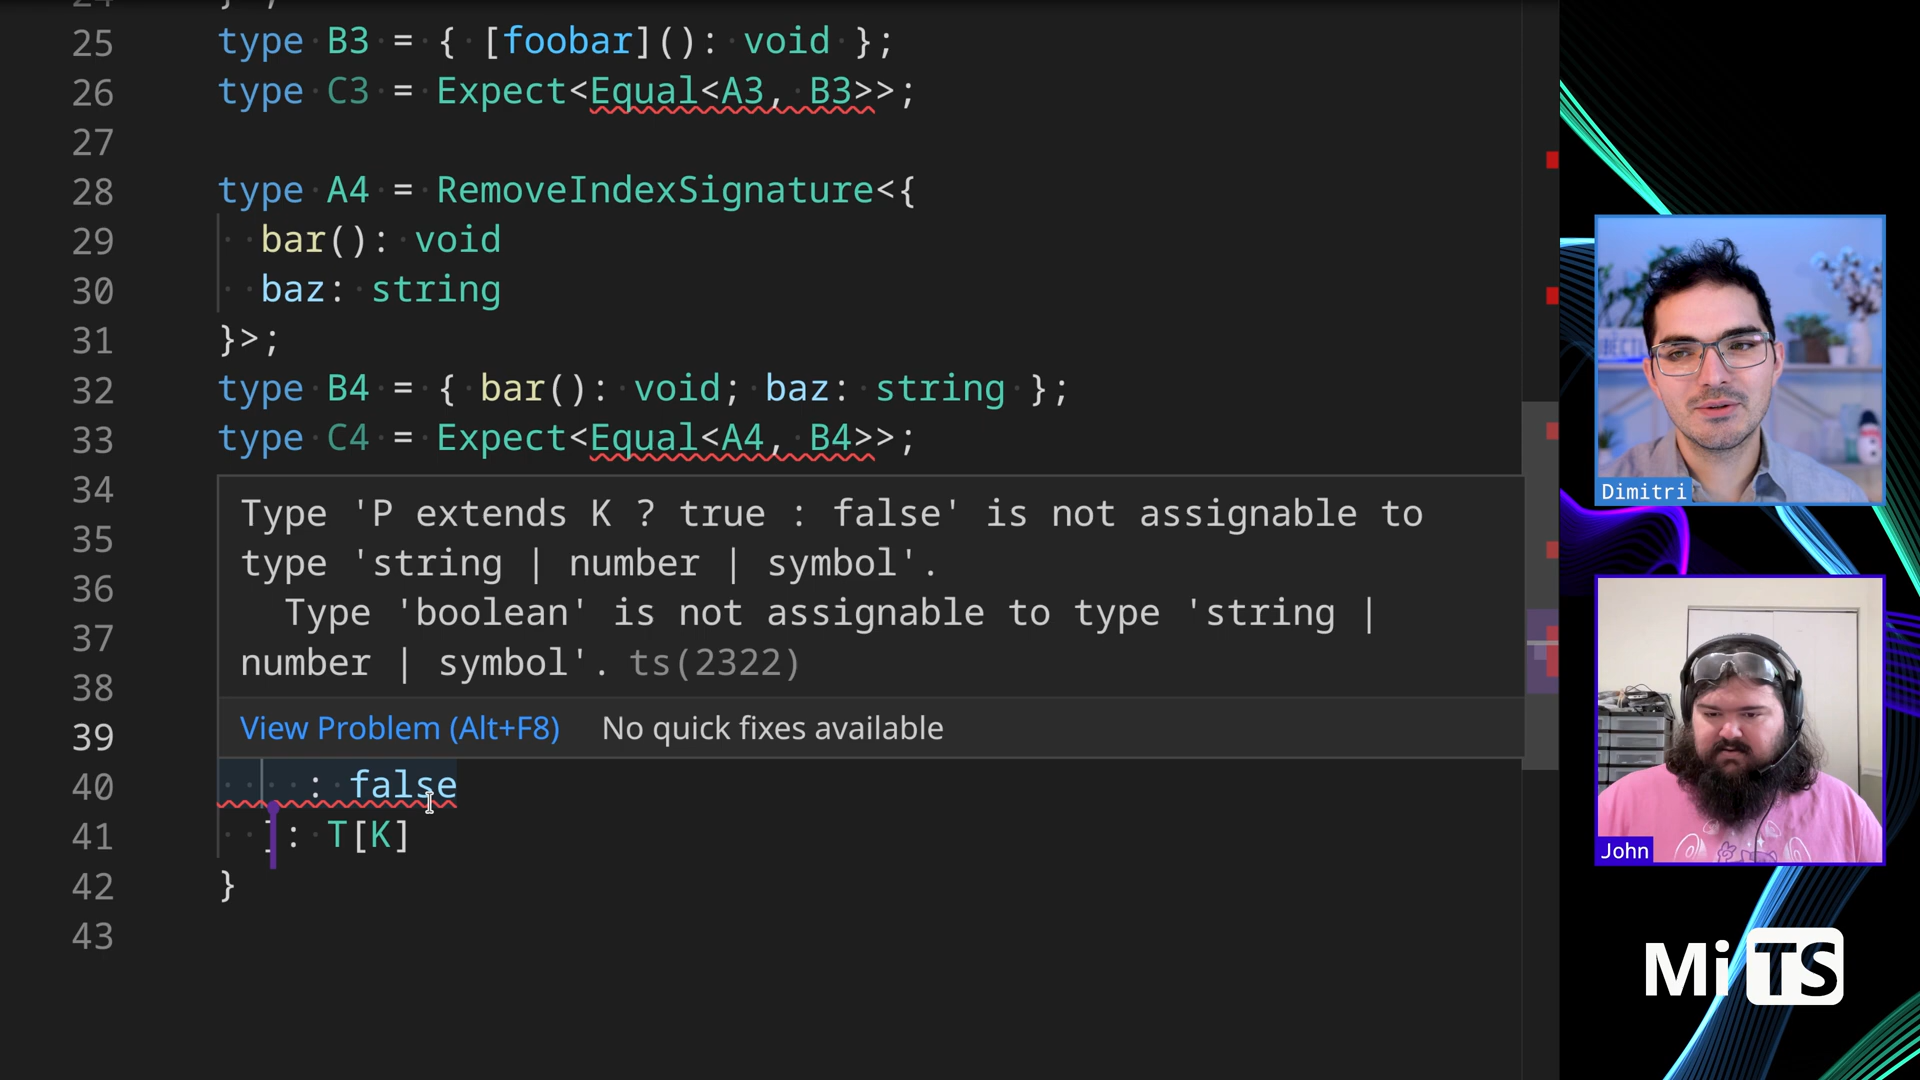 24 } ;
25 type B3 = { [foobar](): void };
26 type C3 = Expect<Equal<A3, B3>>;
27
28 type A4 = RemoveIndexSignature<{
29 bar(): void
30 baz: string
31 }>;
32 type B4 = { bar(): void; baz: string };
33 type C4 = Expect<Equal<A4, B4>>;
34
35
36
37
38
39
Type 'P extends K ? true : false' is not assignable to
type 'string | number | symbol'.
Type 'boolean' is not assignable to type 'string |
number | symbol'. ts(2322)
View Problem (Alt+F8) No quick fixes available
40 : false
41 ]: T[K]
42 }
43
Dimitri
John
MiTS